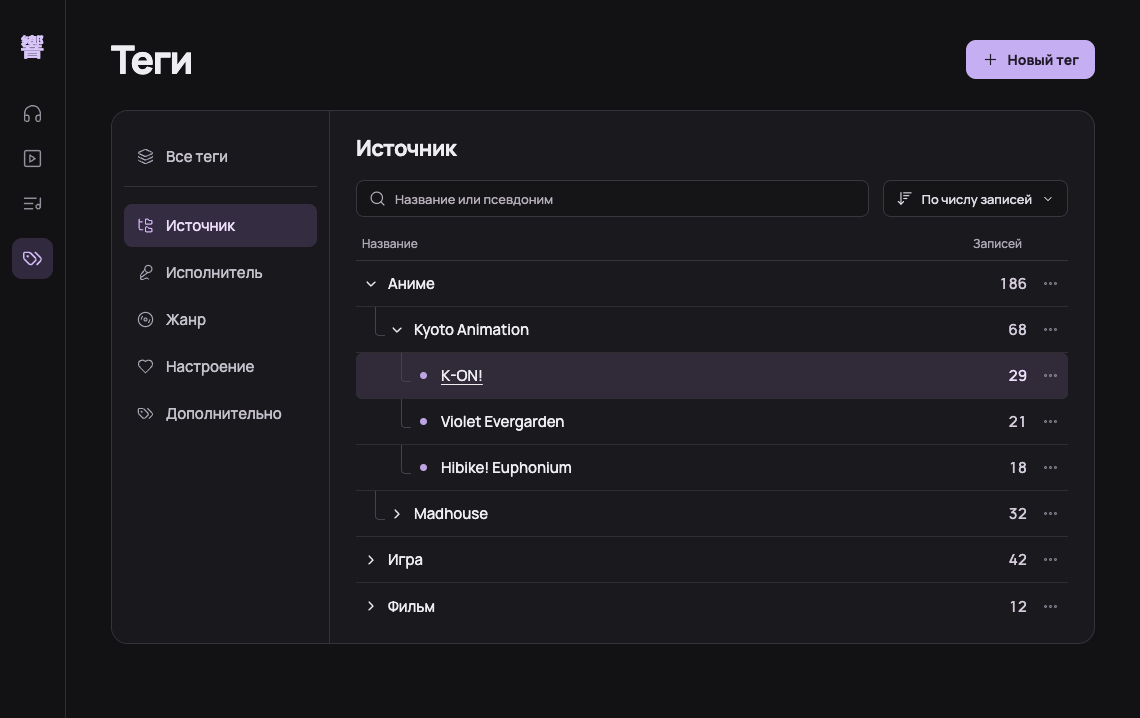 響
Теги
Новый тег
Все теги
Источник
Исполнитель
Жанр
Настроение
Дополнительно
Источник
Название или псевдоним
По числу записей
Название Записей
Аниме 186
Kyoto Animation 68
K-ON! 29
Violet Evergarden 21
Hibike! Euphonium 18
Madhouse 32
Игра 42
Фильм 12